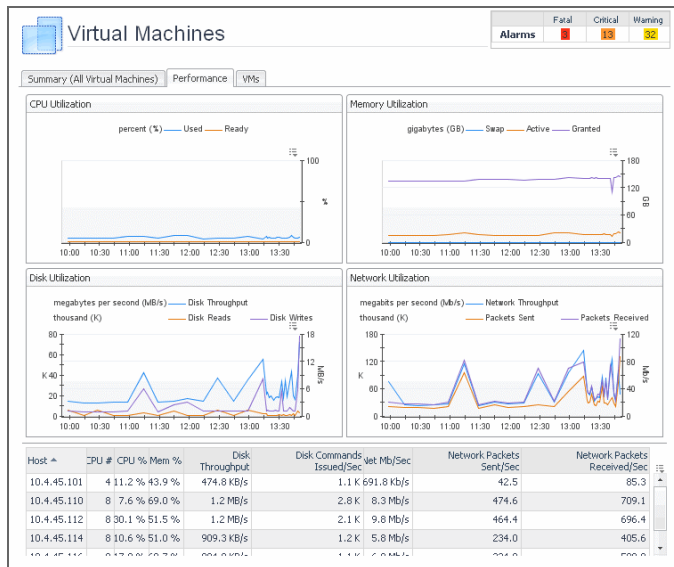 Virtual Machines
Fatal Critical Warning
Alarms 3 13 32
Summary (All Virtual Machines) Performance VMs
CPU Utilization
percent (%) Used Ready
100
%
0
10:00 10:30 11:00 11:30 12:00 12:30 13:00 13:30
Memory Utilization
gigabytes (GB) Swap Active Granted
180
120
GB
60
0
10:00 10:30 11:00 11:30 12:00 12:30 13:00 13:30
Disk Utilization
megabytes per second (MB/s) Disk Throughput
thousand (K) Disk Reads Disk Writes
80 18
60 12
K 40 MB/s
20 6
0 0
10:00 10:30 11:00 11:30 12:00 12:30 13:00 13:30
Network Utilization
megabits per second (Mb/s) Network Throughput
thousand (K) Packets Sent Packets Received
180 120
120 80
K Mb/s
60 40
0 0
10:00 10:30 11:00 11:30 12:00 12:30 13:00 13:30
Host CPU # CPU % Mem % Disk Throughput Disk Commands Issued/Sec Net Mb/Sec Network Packets Sent/Sec Network Packets Received/Sec
10.4.45.101 4 11.2 % 43.9 % 474.8 KB/s 1.1 K 691.8 Kb/s 42.5 85.3
10.4.45.110 8 7.6 % 69.0 % 1.2 MB/s 2.8 K 8.3 Mb/s 474.6 709.1
10.4.45.112 8 30.1 % 51.5 % 1.2 MB/s 2.1 K 9.8 Mb/s 464.4 696.4
10.4.45.114 8 10.6 % 51.0 % 909.3 KB/s 1.2 K 5.8 Mb/s 234.0 405.6